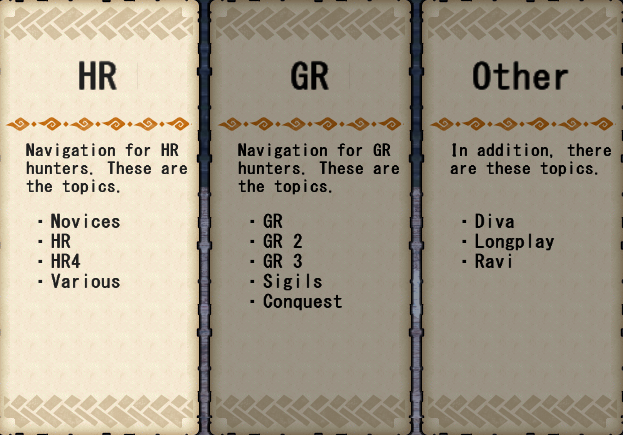 HR
Navigation for HR
hunters. These are
the topics.
・Novices
・HR
・HR4
・Various
GR
Navigation for GR
hunters. These are
the topics.
・GR
・GR 2
・GR 3
・Sigils
・Conquest
Other
In addition, there
are these topics.
・Diva
・Longplay
・Ravi